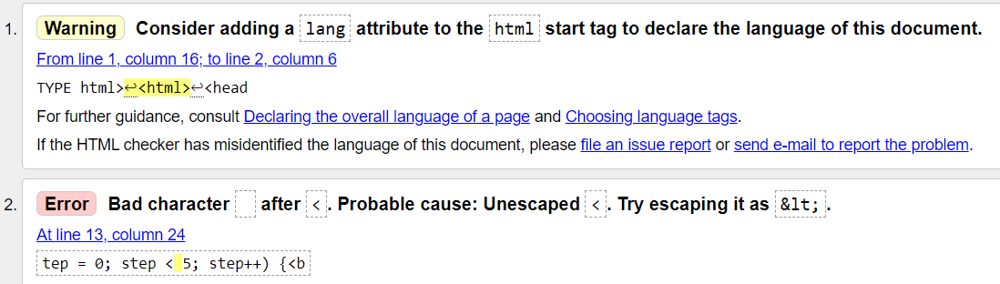 1. Warning Consider adding a lang attribute to the html start tag to declare the language of this document.
From line 1, column 16; to line 2, column 6
TYPE html>↩<html>↩<head
For further guidance, consult Declaring the overall language of a page and Choosing language tags.
If the HTML checker has misidentified the language of this document, please file an issue report or send e-mail to report the problem.
2. Error Bad character   after <. Probable cause: Unescaped <. Try escaping it as &lt;.
At line 13, column 24
tep = 0; step < 5; step++) {<b